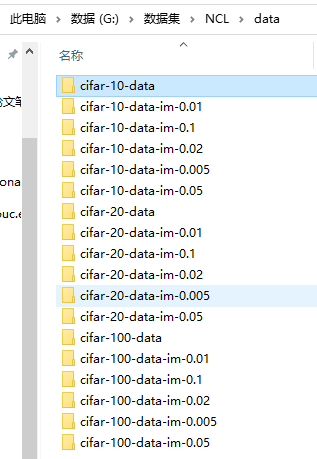 此电脑 > 数据 (G:) > 数据集 > NCL > data
名称
cifar-10-data
cifar-10-data-im-0.01
cifar-10-data-im-0.1
cifar-10-data-im-0.02
cifar-10-data-im-0.005
cifar-10-data-im-0.05
cifar-20-data
cifar-20-data-im-0.01
cifar-20-data-im-0.1
cifar-20-data-im-0.02
cifar-20-data-im-0.005
cifar-20-data-im-0.05
cifar-100-data
cifar-100-data-im-0.01
cifar-100-data-im-0.1
cifar-100-data-im-0.02
cifar-100-data-im-0.005
cifar-100-data-im-0.05
文笔
ona
ouc.e